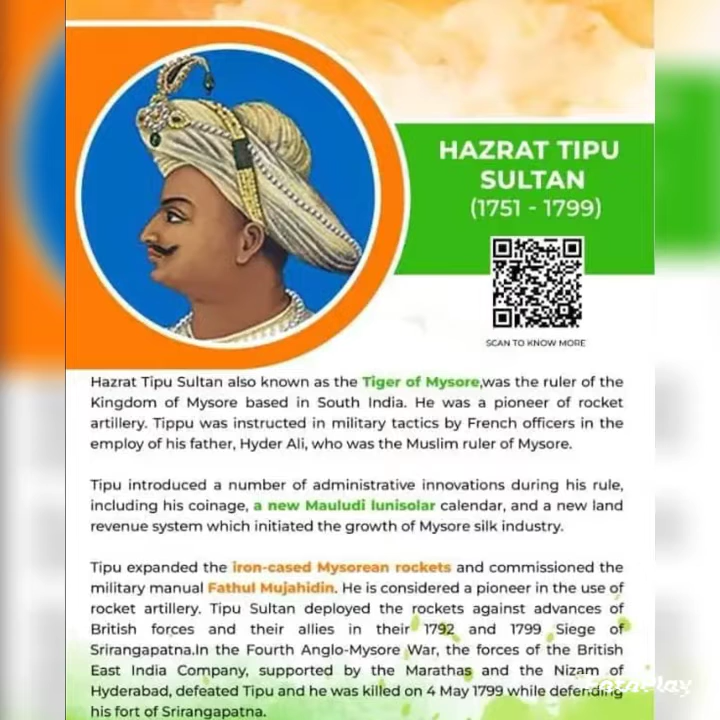 HAZRAT TIPU
SULTAN
(1751 - 1799)
SCAN TO KNOW MORE
Hazrat Tipu Sultan also known as the Tiger of Mysore,was the ruler of the
Kingdom of Mysore based in South India. He was a pioneer of rocket
artillery. Tippu was instructed in military tactics by French officers in the
employ of his father, Hyder Ali, who was the Muslim ruler of Mysore.
Tipu introduced a number of administrative innovations during his rule,
including his coinage, a new Mauludi lunisolar calendar, and a new land
revenue system which initiated the growth of Mysore silk industry.
Tipu expanded the iron-cased Mysorean rockets and commissioned the
military manual Fathul Mujahidin. He is considered a pioneer in the use of
rocket artillery. Tipu Sultan deployed the rockets against advances of
British forces and their allies in their 1792 and 1799 Siege of
Srirangapatna.In the Fourth Anglo-Mysore War, the forces of the British
East India Company, supported by the Marathas and the Nizam of
Hyderabad, defeated Tipu and he was killed on 4 May 1799 while defending
his fort of Srirangapatna.